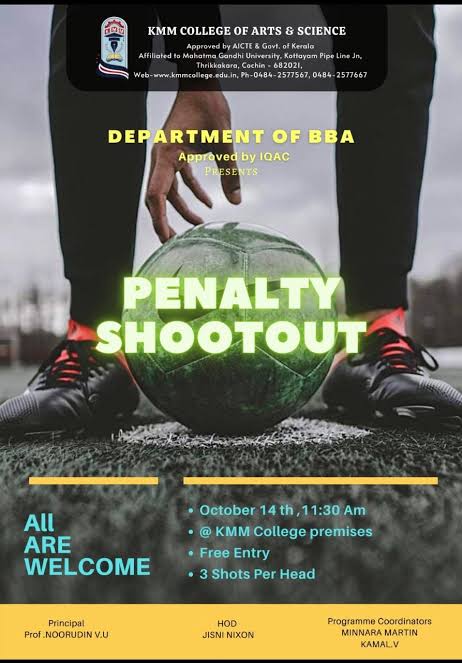 KMM COLLEGE OF ARTS & SCIENCE
Approved by AICTE & Govt. of Kerala
Affiliated to Mahatma Gandhi University, Kottayam Pipe Line Jn,
Thrikkakara, Cochin - 682021,
Web-www.kmmcollege.edu.in, Ph-0484-2577567, 0484-2577667
DEPARTMENT OF BBA
Approved by IQAC
PRESENTS
PENALTY
SHOOTOUT
All
ARE
WELCOME
• October 14 th ,11:30 Am
• @ KMM College premises
• Free Entry
• 3 Shots Per Head
Principal
Prof .NOORUDIN V.U
HOD
JISNI NIXON
Programme Coordinators
MINNARA MARTIN
KAMAL.V